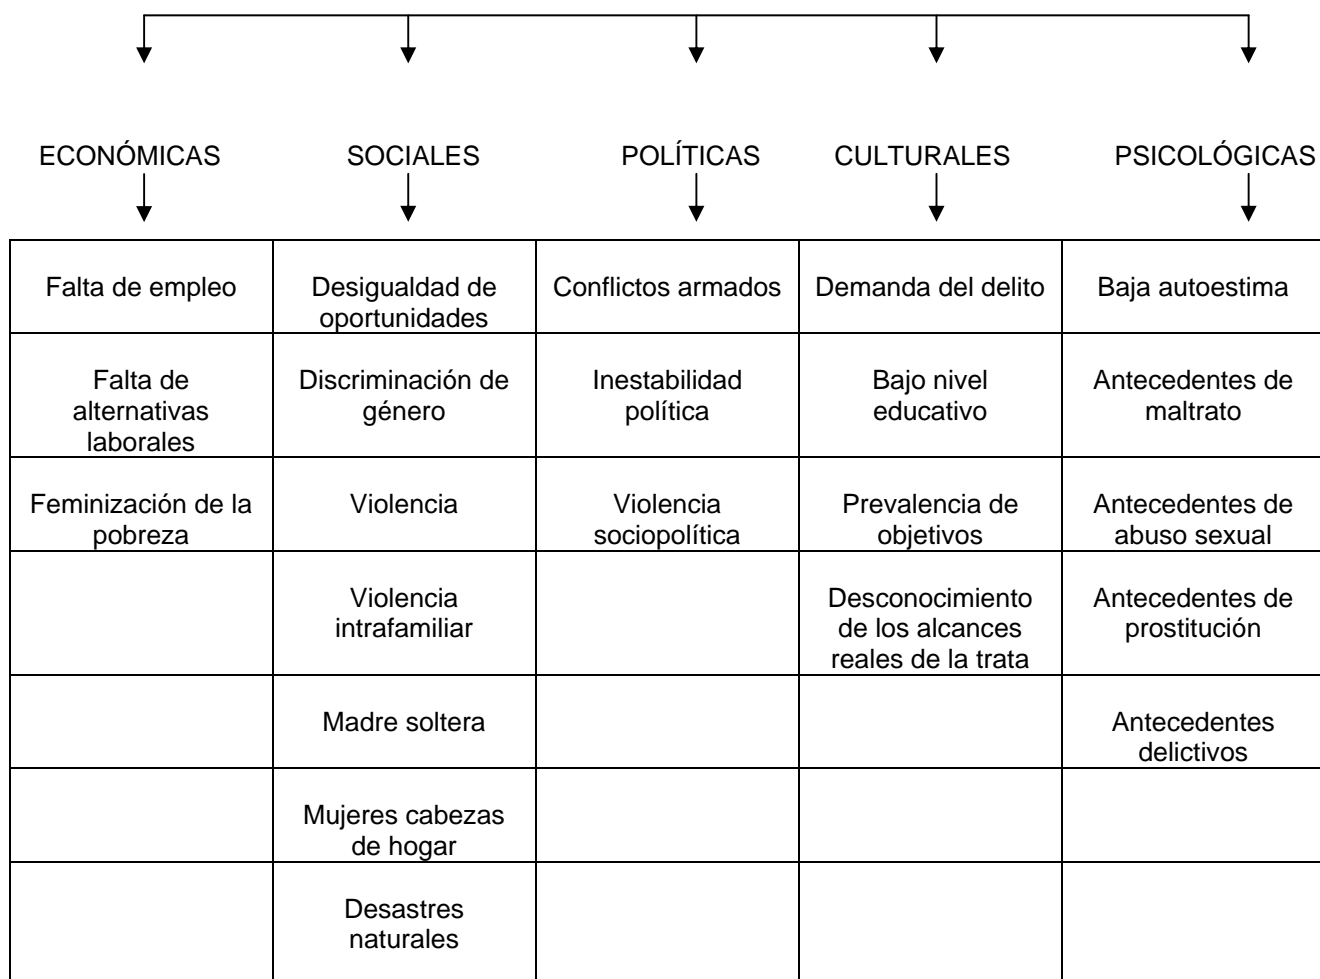 ECONÓMICAS SOCIALES POLÍTICAS CULTURALES PSICOLÓGICAS
Falta de empleo
Desigualdad de
oportunidades
Conflictos armados
Demanda del delito
Baja autoestima
Falta de
alternativas
laborales
Discriminación de
género
Inestabilidad
política
Bajo nivel
educativo
Antecedentes de
maltrato
Feminización de la
pobreza
Violencia
Violencia
sociopolítica
Prevalencia de
objetivos
Antecedentes de
abuso sexual
Violencia
intrafamiliar
Desconocimiento
de los alcances
reales de la trata
Antecedentes de
prostitución
Madre soltera
Antecedentes
delictivos
Mujeres cabezas
de hogar
Desastres
naturales